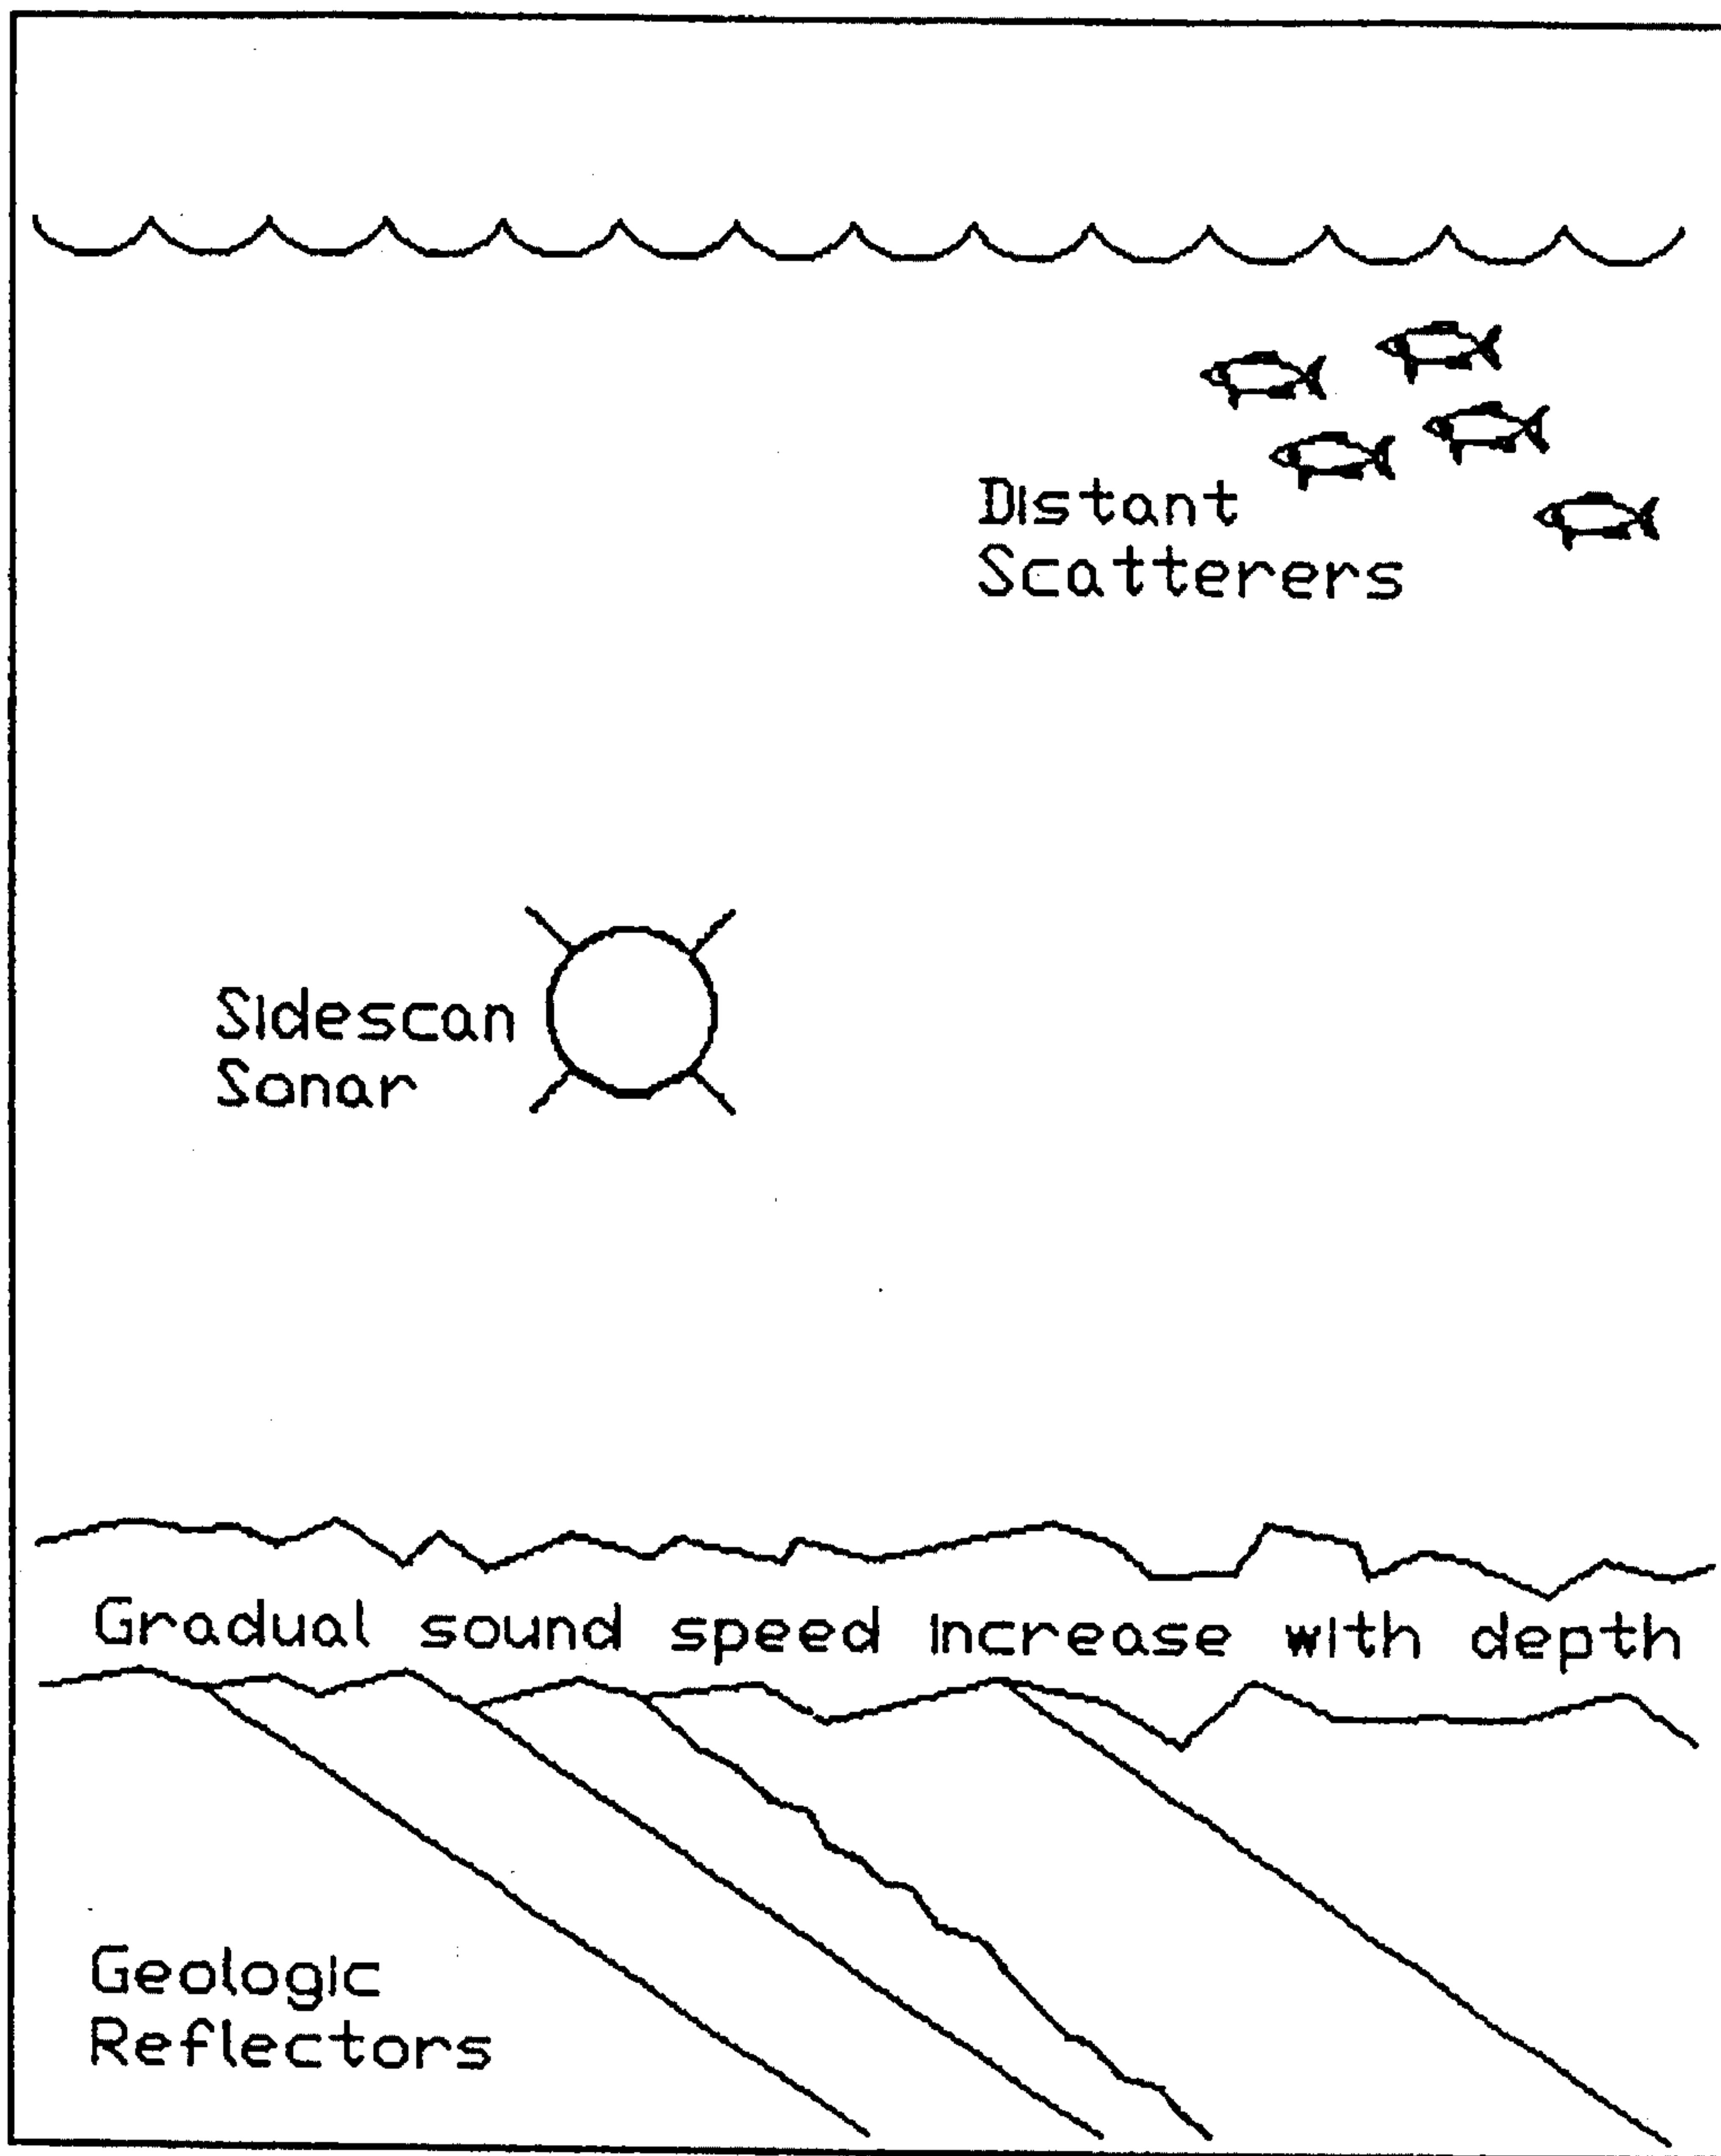 Distant
Scatterers
Sidescan
Sonar
Gradual sound speed increase with depth
Geologic
Reflectors